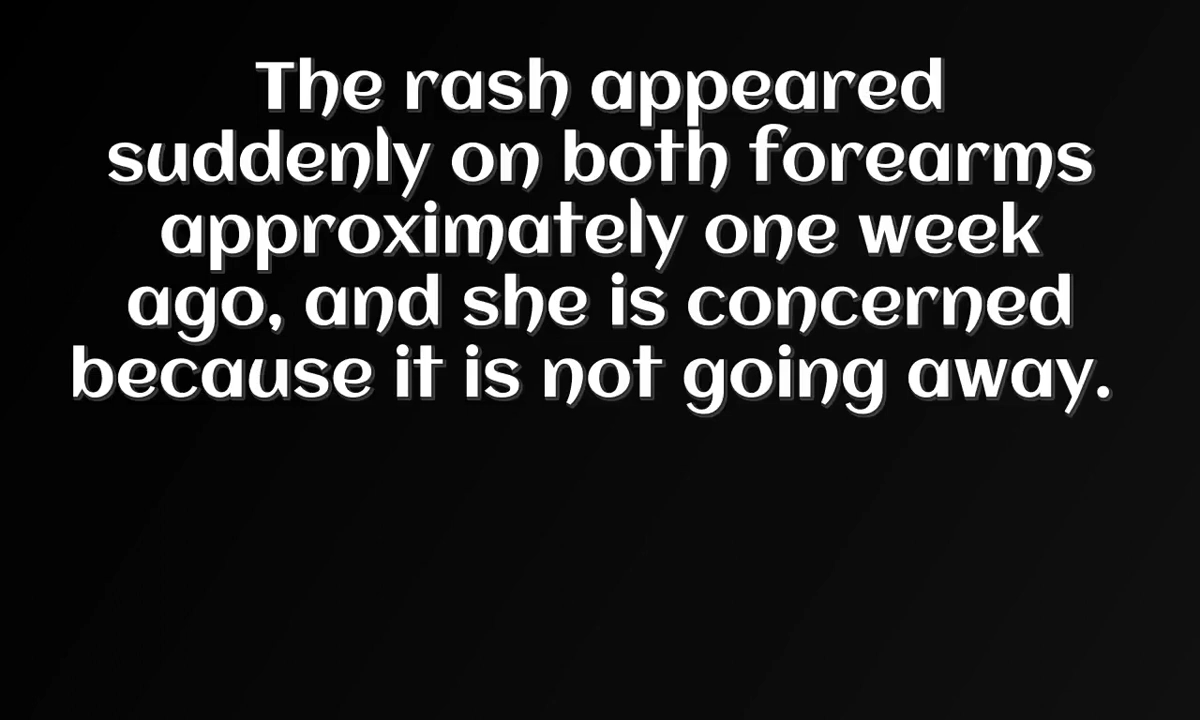 The rash appeared
suddenly on both forearms
approximately one week
ago, and she is concerned
because it is not going away.